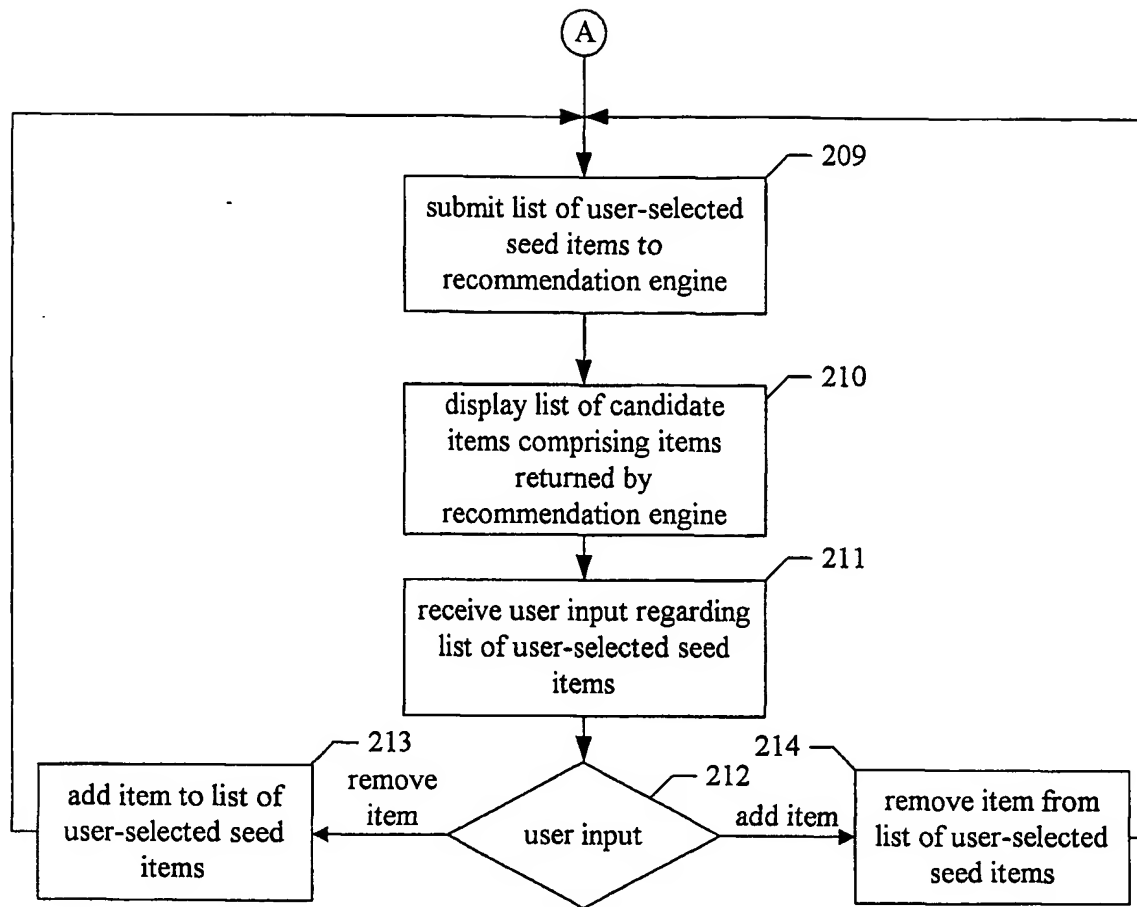 A
209
submit list of user-selected
seed items to
recommendation engine
210
display list of candidate
items comprising items
returned by
recommendation engine
211
receive user input regarding
list of user-selected seed
items
213
add item to list of
user-selected seed
items
remove
item
212
user input
add item
214
remove item from
list of user-selected
seed items